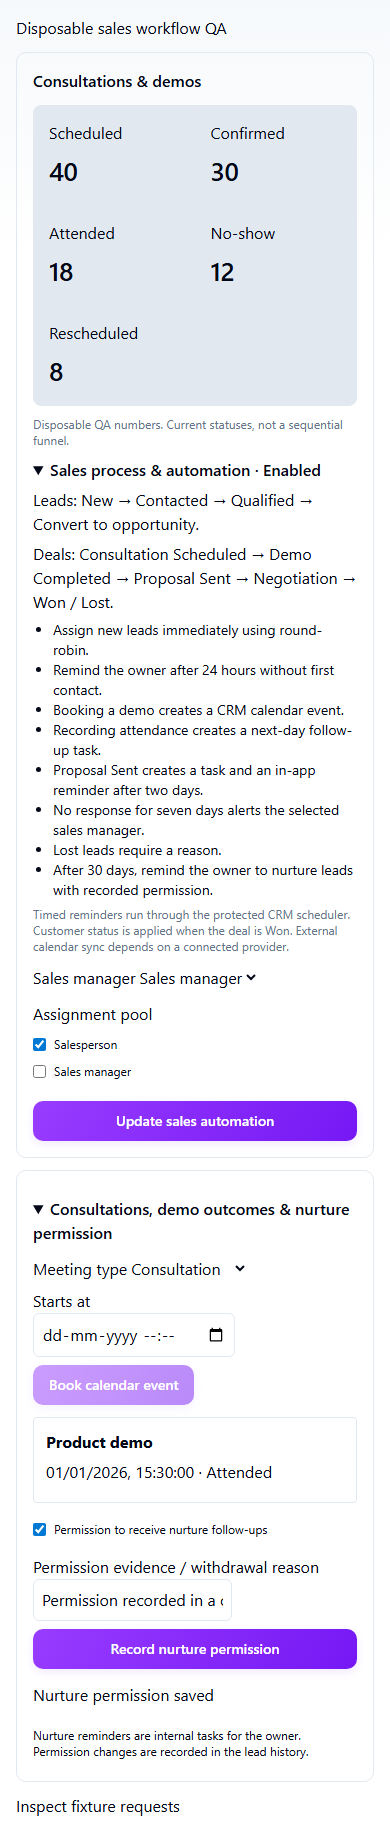 Disposable sales workflow QA
Consultations & demos
Scheduled
Confirmed
40
30
Attended
No-show
18
12
Rescheduled
8
Disposable QA numbers. Current statuses, not a sequential
funnel.
▼ Sales process & automation · Enabled
Leads: New → Contacted → Qualified →
Convert to opportunity.
Deals: Consultation Scheduled → Demo
Completed → Proposal Sent → Negotiation →
Won / Lost.
• Assign new leads immediately using round-
robin.
• Remind the owner after 24 hours without first
contact.
• Booking a demo creates a CRM calendar event.
• Recording attendance creates a next-day follow-
up task.
• Proposal Sent creates a task and an in-app
reminder after two days.
• No response for seven days alerts the selected
sales manager.
• Lost leads require a reason.
• After 30 days, remind the owner to nurture leads
with recorded permission.
Timed reminders run through the protected CRM scheduler.
Customer status is applied when the deal is Won. External
calendar sync depends on a connected provider.
Sales manager Sales manager
Assignment pool
Salesperson
Sales manager
Update sales automation
▼ Consultations, demo outcomes & nurture
permission
Meeting type Consultation
Starts at
dd-mm-yyyy --:--
Book calendar event
Product demo
01/01/2026, 15:30:00 · Attended
Permission to receive nurture follow-ups
Permission evidence / withdrawal reason
Permission recorded in a
Record nurture permission
Nurture permission saved
Nurture reminders are internal tasks for the owner.
Permission changes are recorded in the lead history.
Inspect fixture requests